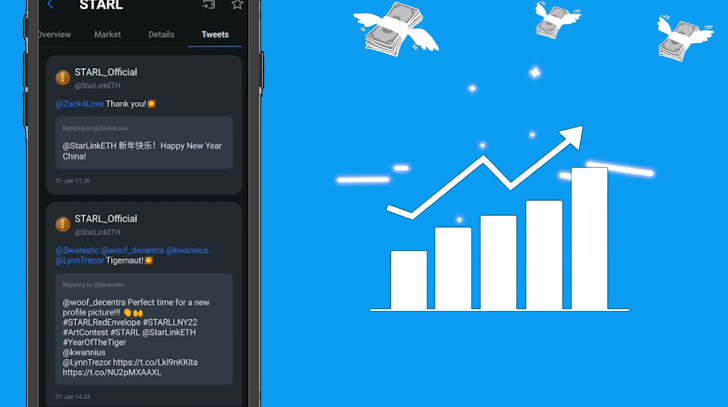 STARL
Overview Market Details Tweets
STARL_Official
@StarLinkETH
@Zack4Love Thank you!💥
Replying to @Zack4Love
@StarLinkETH 新年快乐！Happy New Year
China!
31 Jan 15.26
STARL_Official
@StarLinkETH
@Swanistic @woof_decentra @kwannius
@LynnTrezor Tigernaut!💥
Replying to @Swanistic
@woof_decentra Perfect time for a new
profile picture!!! 👏🙌
#STARLRedEnvelope #STARLLNY22
#ArtContest #STARL @StarLinkETH
#YearOfTheTiger
@kwannius
@LynnTrezor https://t.co/Lkl9nKKita
https://t.co/NU2pMXAAXL
31 Jan 14.24